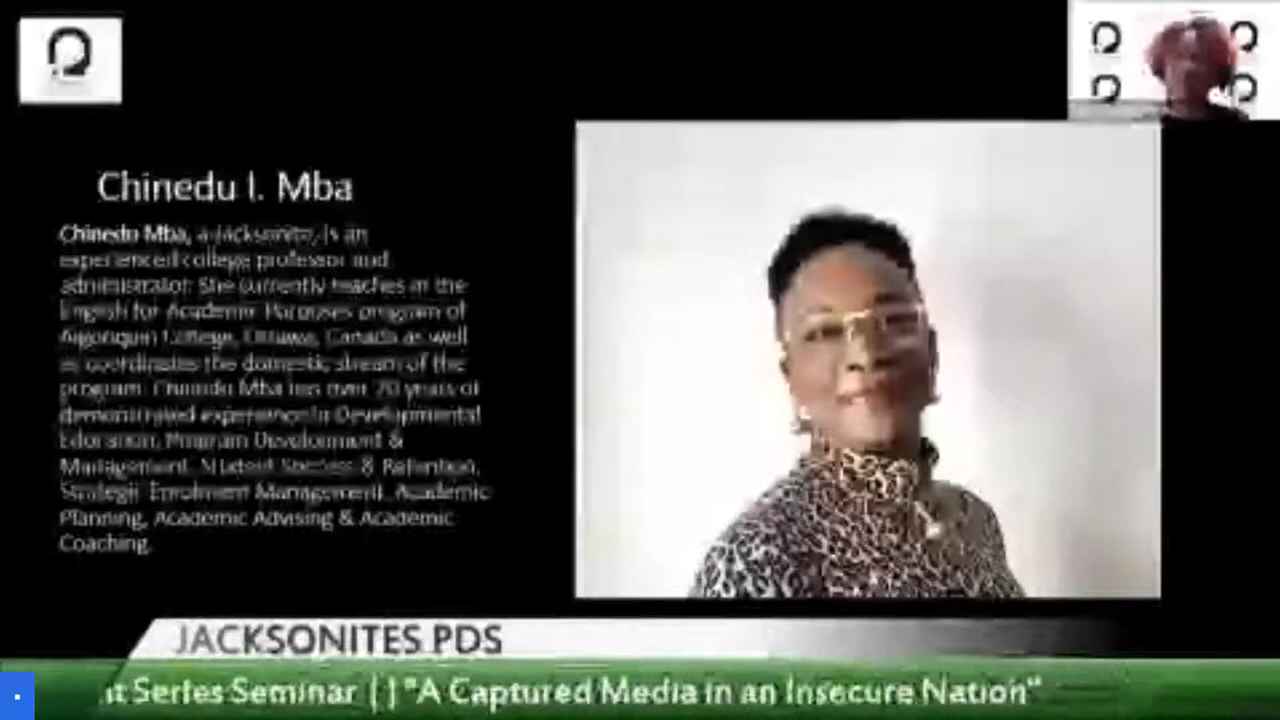 Chinedu I. Mba
Chinedu Mba, a Jacksonite, is an
experienced college professor and
administrator. She currently teaches in the
English for Academic Purposes program of
Algonquin College, Ottawa, Canada as well
as coordinates the domestic stream of the
program. Chinedu Mba has over 20 years of
demonstrated experience in Developmental
Education, Program Development &
Management, Student Success & Retention,
Strategic Enrolment Management, Academic
Planning, Academic Advising & Academic
Coaching.
JACKSONITES PDS
t Series Seminar | ] "A Captured Media in an Insecure Nation"